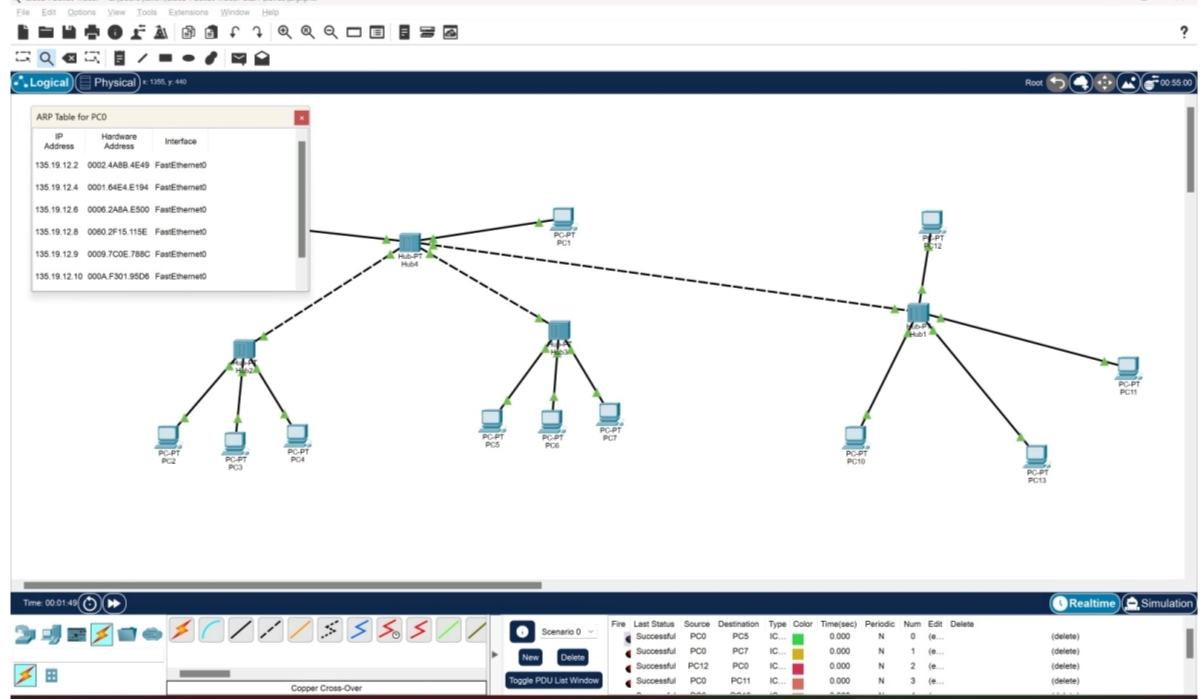 File Edit Options View Tools Extensions Window Help
?
Logical Physical x: 1355, y: 440 Root 00:55:00
ARP Table for PC0
IP Address Hardware Address Interface
135.19.12.2 0002.4A8B.4E49 FastEthernet0
135.19.12.4 0001.64E4.E194 FastEthernet0
135.19.12.6 0006.2A8A.E500 FastEthernet0
135.19.12.8 0060.2F15.115E FastEthernet0
135.19.12.9 0009.7C0E.788C FastEthernet0
135.19.12.10 000A.F301.95D6 FastEthernet0
PC-PT
PC1
Hub-PT
Hub4
PC-PT
PC12
Hub-PT
Hub1
Hub-PT
Hub3
Hub-PT
Hub2
PC-PT
PC11
PC-PT
PC2
PC-PT
PC3
PC-PT
PC4
PC-PT
PC5
PC-PT
PC6
PC-PT
PC7
PC-PT
PC10
PC-PT
PC13
Time: 00:01:49 Realtime Simulation
Scenario 0
New Delete
Toggle PDU List Window
Copper Cross-Over
Fire Last Status Source Destination Type Color Time(sec) Periodic Num Edit Delete
Successful PC0 PC5 IC... 0.000 N 0 (e... (delete)
Successful PC0 PC7 IC... 0.000 N 1 (e... (delete)
Successful PC12 PC0 IC... 0.000 N 2 (e... (delete)
Successful PC0 PC11 IC... 0.000 N 3 (e... (delete)